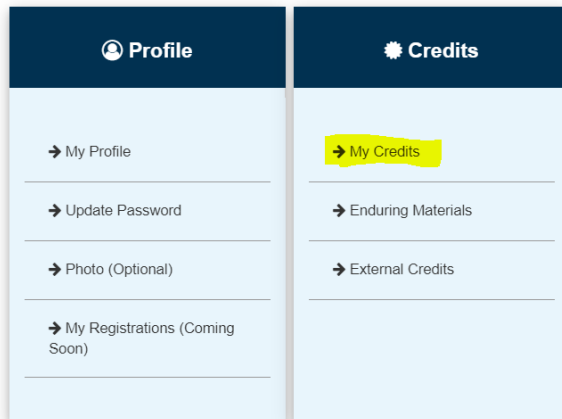 Profile
My Profile
Update Password
Photo (Optional)
My Registrations (Coming
Soon)
Credits
My Credits
Enduring Materials
External Credits